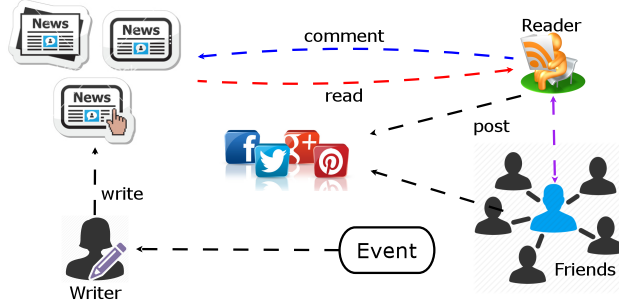 News
News
Reader
comment
News
read
f
g+
post
write
Event
Friends
Writer